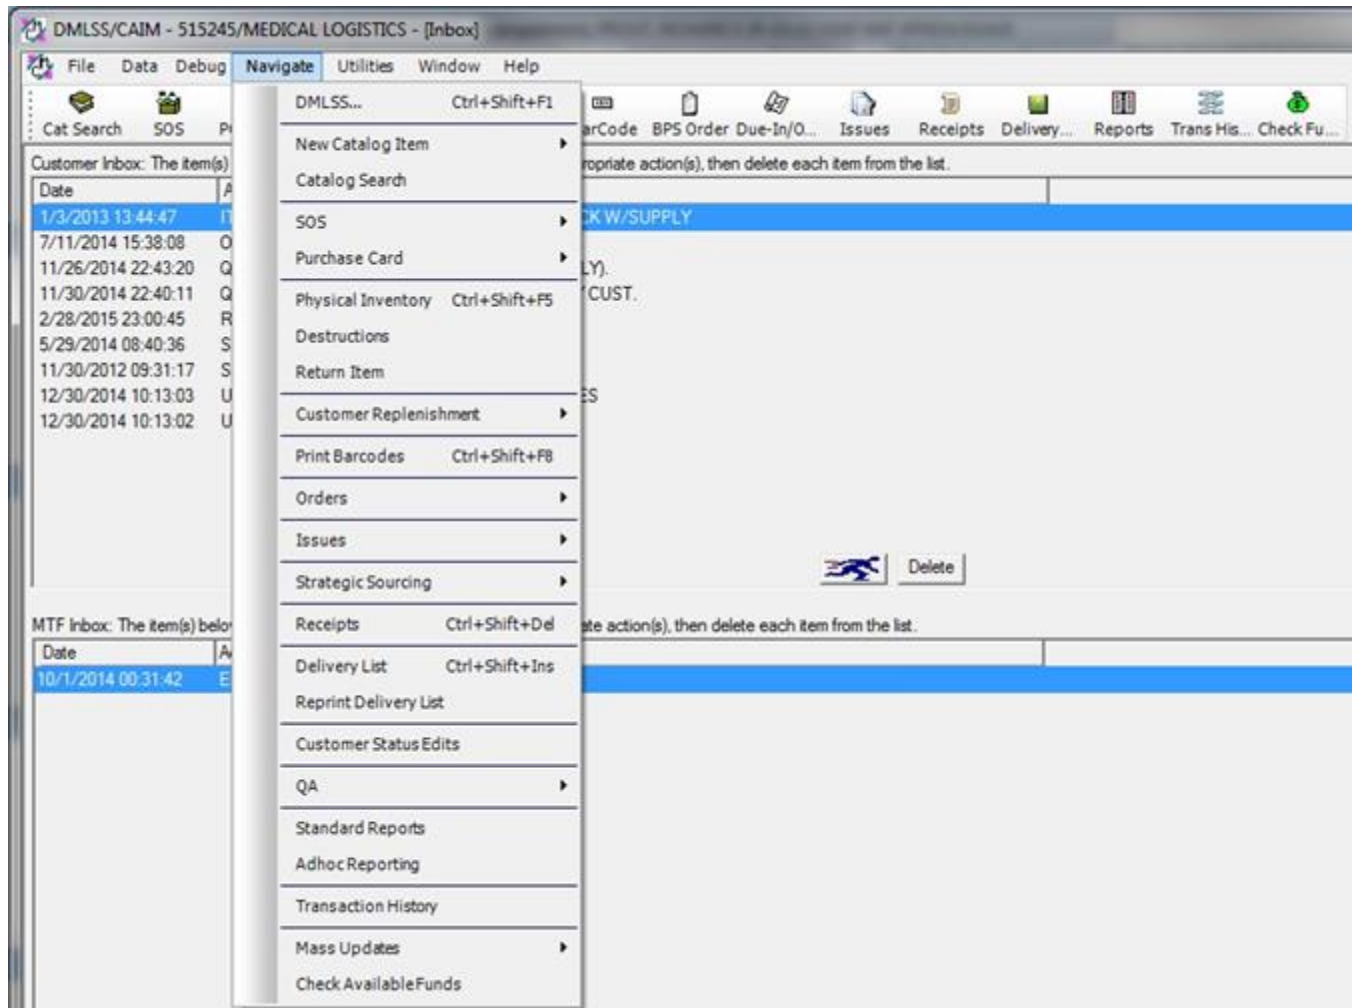 DMLSS/CAIM - 515245/MEDICAL LOGISTICS - [Inbox]
File Data Debug Navigate Utilities Window Help
Cat Search SOS arCode BPS Order Due-In/O... Issues Receipts Delivery... Reports Trans His... Check Fu...
DMLSS... Ctrl+Shift+F1
New Catalog Item
Catalog Search
SOS
Purchase Card
Physical Inventory Ctrl+Shift+F5
Destructions
Return Item
Customer Replenishment
Print Barcodes Ctrl+Shift+F8
Orders
Issues
Strategic Sourcing
Receipts Ctrl+Shift+Del
Delivery List Ctrl+Shift+Ins
Reprint Delivery List
Customer Status Edits
QA
Standard Reports
Adhoc Reporting
Transaction History
Mass Updates
Check Available Funds
Customer Inbox: The item(s) ropriate action(s), then delete each item from the list.
Date A
1/3/2013 13:44:47 IT CK W/SUPPLY
7/11/2014 15:38:08 O
11/26/2014 22:43:20 Q LY).
11/30/2014 22:40:11 Q CUST.
2/28/2015 23:00:45 R
5/29/2014 08:40:36 S
11/30/2012 09:31:17 S
12/30/2014 10:13:03 U ES
12/30/2014 10:13:02 U
Delete
MTF Inbox: The item(s) belo ate action(s), then delete each item from the list.
Date A
10/1/2014 00:31:42 E